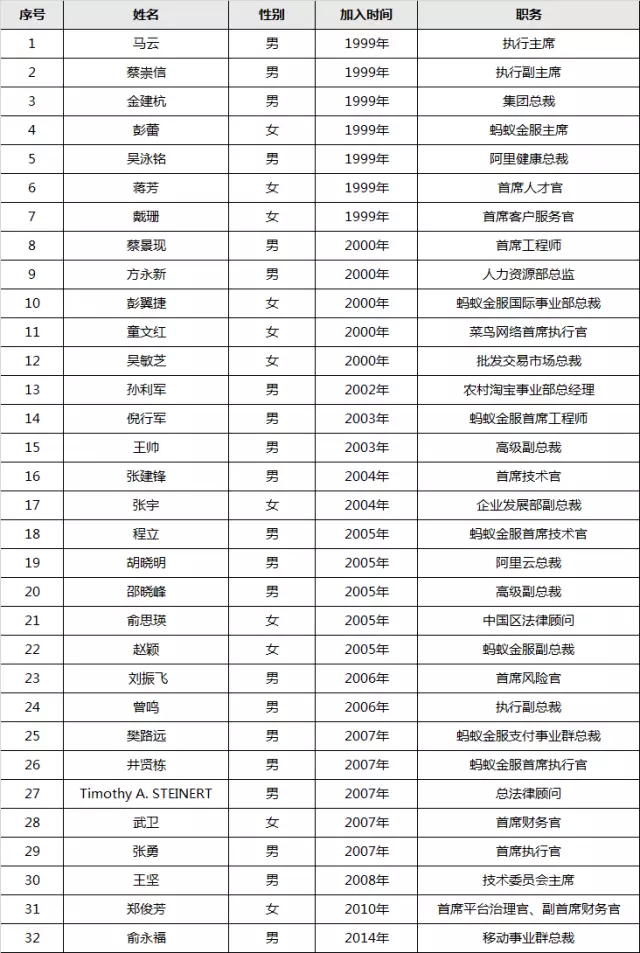 序号 姓名 性别 加入时间 职务
1 马云 男 1999年 执行主席
2 蔡崇信 男 1999年 执行副主席
3 金建杭 男 1999年 集团总裁
4 彭蕾 女 1999年 蚂蚁金服主席
5 吴泳铭 男 1999年 阿里健康总裁
6 蒋芳 女 1999年 首席人才官
7 戴珊 女 1999年 首席客户服务官
8 蔡景现 男 2000年 首席工程师
9 方永新 男 2000年 人力资源部总监
10 彭翼捷 女 2000年 蚂蚁金服国际事业部总裁
11 童文红 女 2000年 菜鸟网络首席执行官
12 吴敏芝 女 2000年 批发交易市场总裁
13 孙利军 男 2002年 农村淘宝事业部总经理
14 倪行军 男 2003年 蚂蚁金服首席工程师
15 王帅 男 2003年 高级副总裁
16 张建锋 男 2004年 首席技术官
17 张宇 女 2004年 企业发展部副总裁
18 程立 男 2005年 蚂蚁金服首席技术官
19 胡晓明 男 2005年 阿里云总裁
20 邵晓峰 男 2005年 高级副总裁
21 俞思瑛 女 2005年 中国区法律顾问
22 赵颖 女 2005年 蚂蚁金服副总裁
23 刘振飞 男 2006年 首席风险官
24 曾鸣 男 2006年 执行副总裁
25 樊路远 男 2007年 蚂蚁金服支付事业群总裁
26 井贤栋 男 2007年 蚂蚁金服首席执行官
27 Timothy A. STEINERT 男 2007年 总法律顾问
28 武卫 女 2007年 首席财务官
29 张勇 男 2007年 首席执行官
30 王坚 男 2008年 技术委员会主席
31 郑俊芳 女 2010年 首席平台治理官、副首席财务官
32 俞永福 男 2014年 移动事业群总裁